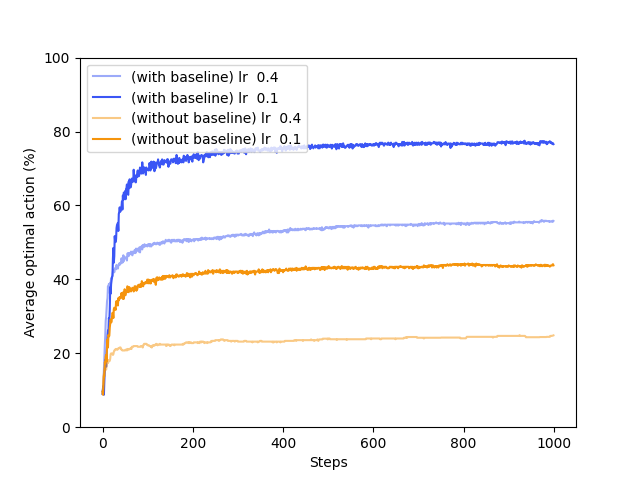 100
80
60
40
20
0
Average optimal action (%)
(with baseline) lr  0.4
(with baseline) lr  0.1
(without baseline) lr  0.4
(without baseline) lr  0.1
0 200 400 600 800 1000
Steps